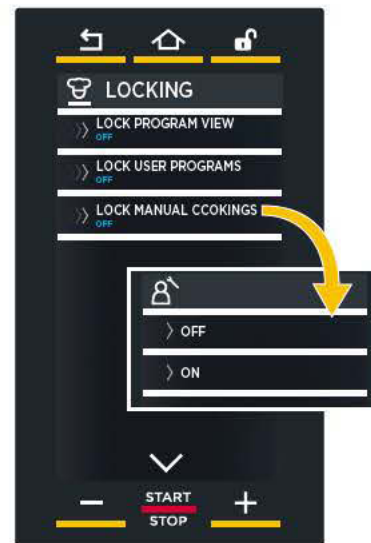 LOCKING
LOCK PROGRAM VIEW
OFF
LOCK USER PROGRAMS
OFF
LOCK MANUAL CCOKINGS
OFF
OFF
ON
START
STOP